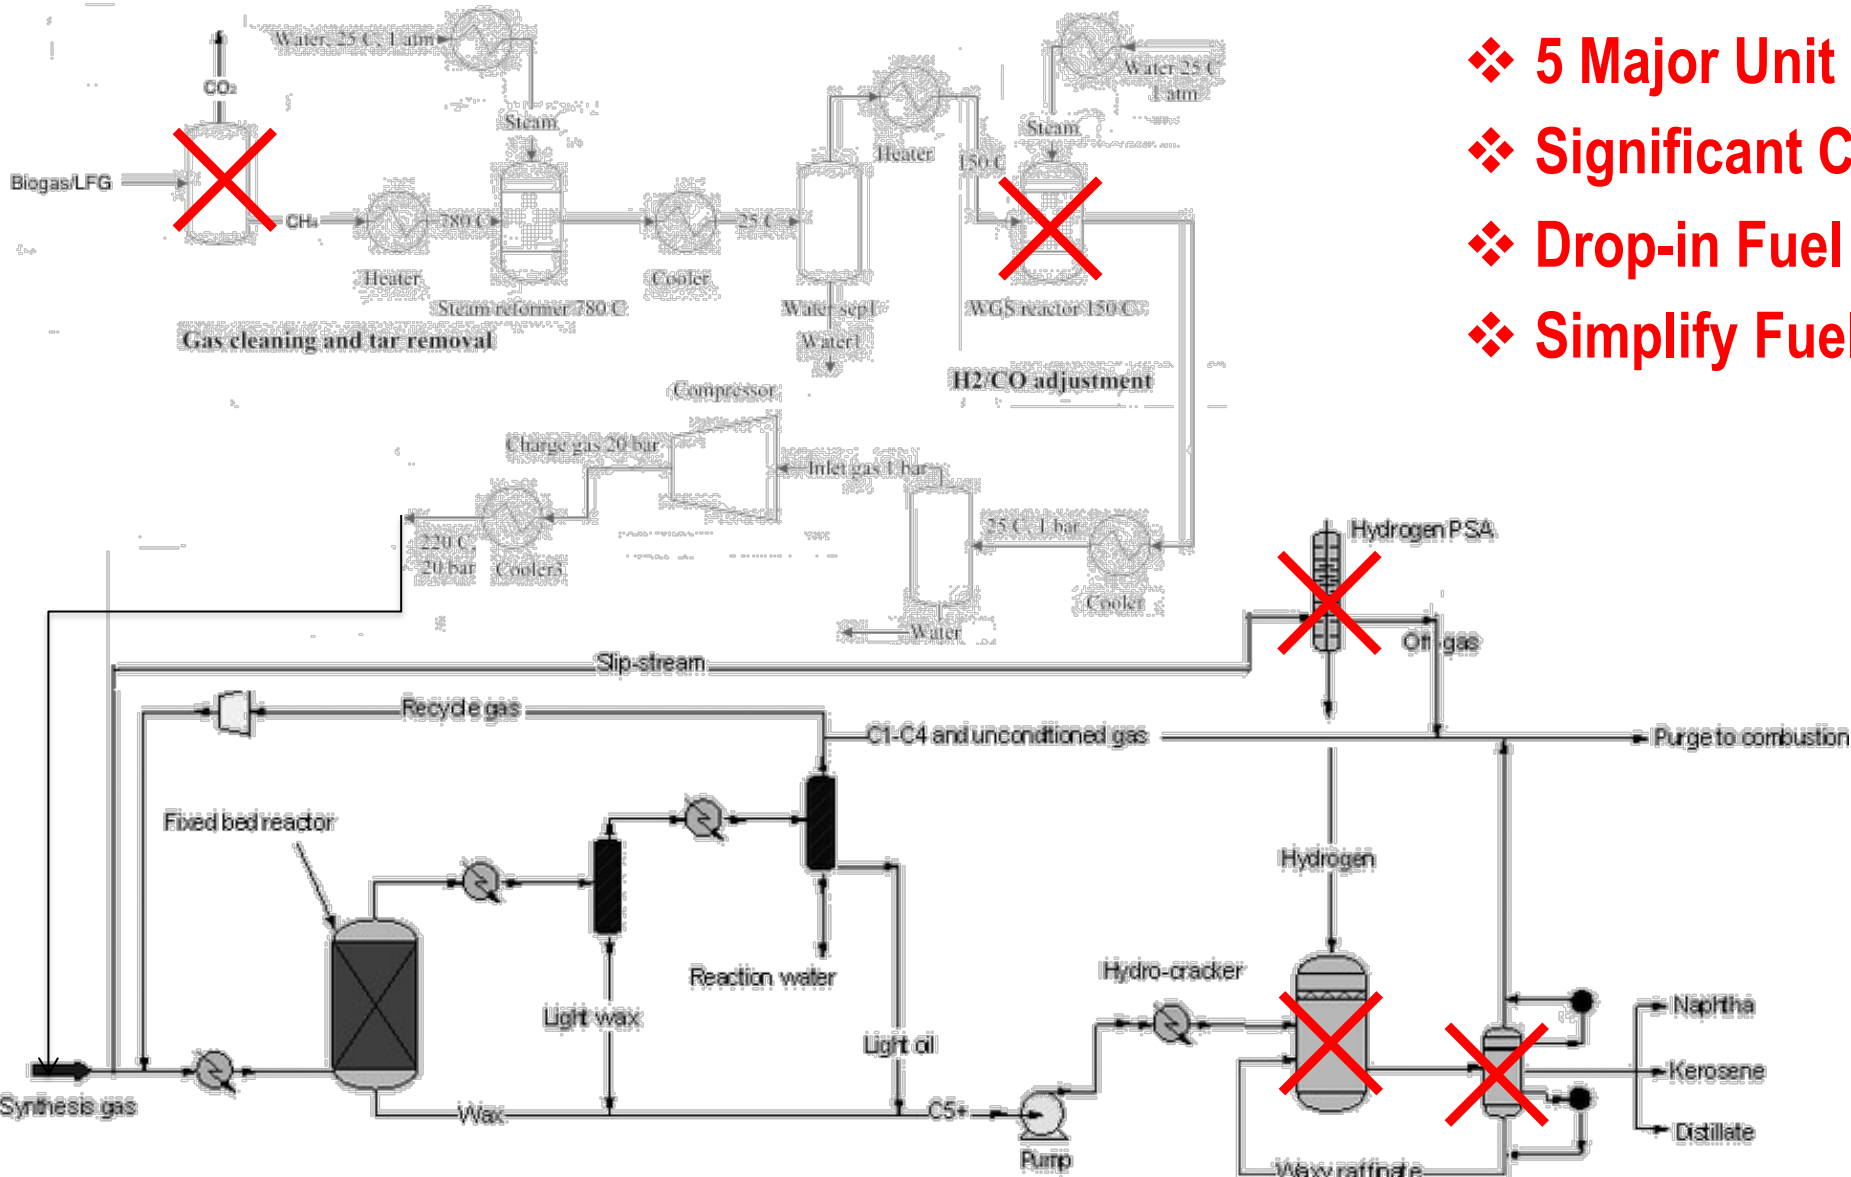 ❖ 5 Major Unit
❖ Significant C
❖ Drop-in Fuel
❖ Simplify Fuel
Water, 25 C, 1 atm
CO2
Steam
Biogas/LFG
CH4
Heater
780 C
Steam reformer 780 C
Cooler
25 C
Water sep1
Water1
Heater
150 C
Water 25 C
1 atm
Steam
WGS reactor 150 C
Gas cleaning and tar removal
H2/CO adjustment
Compressor
Charge gas 20 bar
Inlet gas 1 bar
220 C,
20 bar
Cooler3
25 C, 1 bar
Cooler
Water
Hydrogen PSA
Off-gas
Slip-stream
Recycle gas
C1-C4 and unconditioned gas
Purge to combustion
Fixed bed reactor
Hydrogen
Reaction water
Hydro-cracker
Light wax
Light oil
Naphtha
Kerosene
Distillate
Synthesis gas
Wax
C5+
Pump
Waxy raffinate